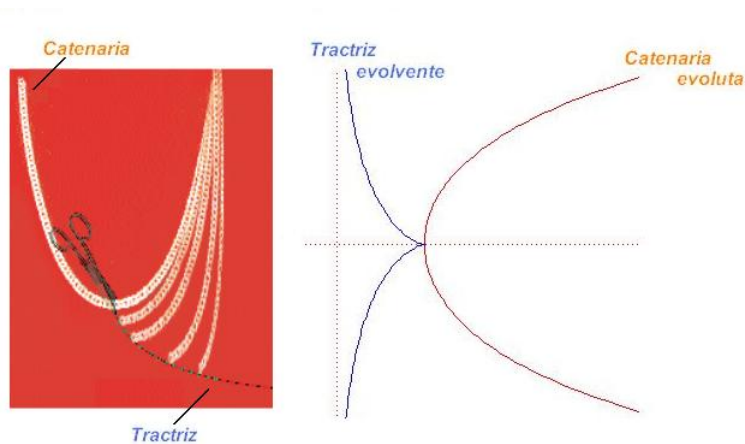 Catenaria
Tractriz
Tractriz
evolvente
Catenaria
evoluta